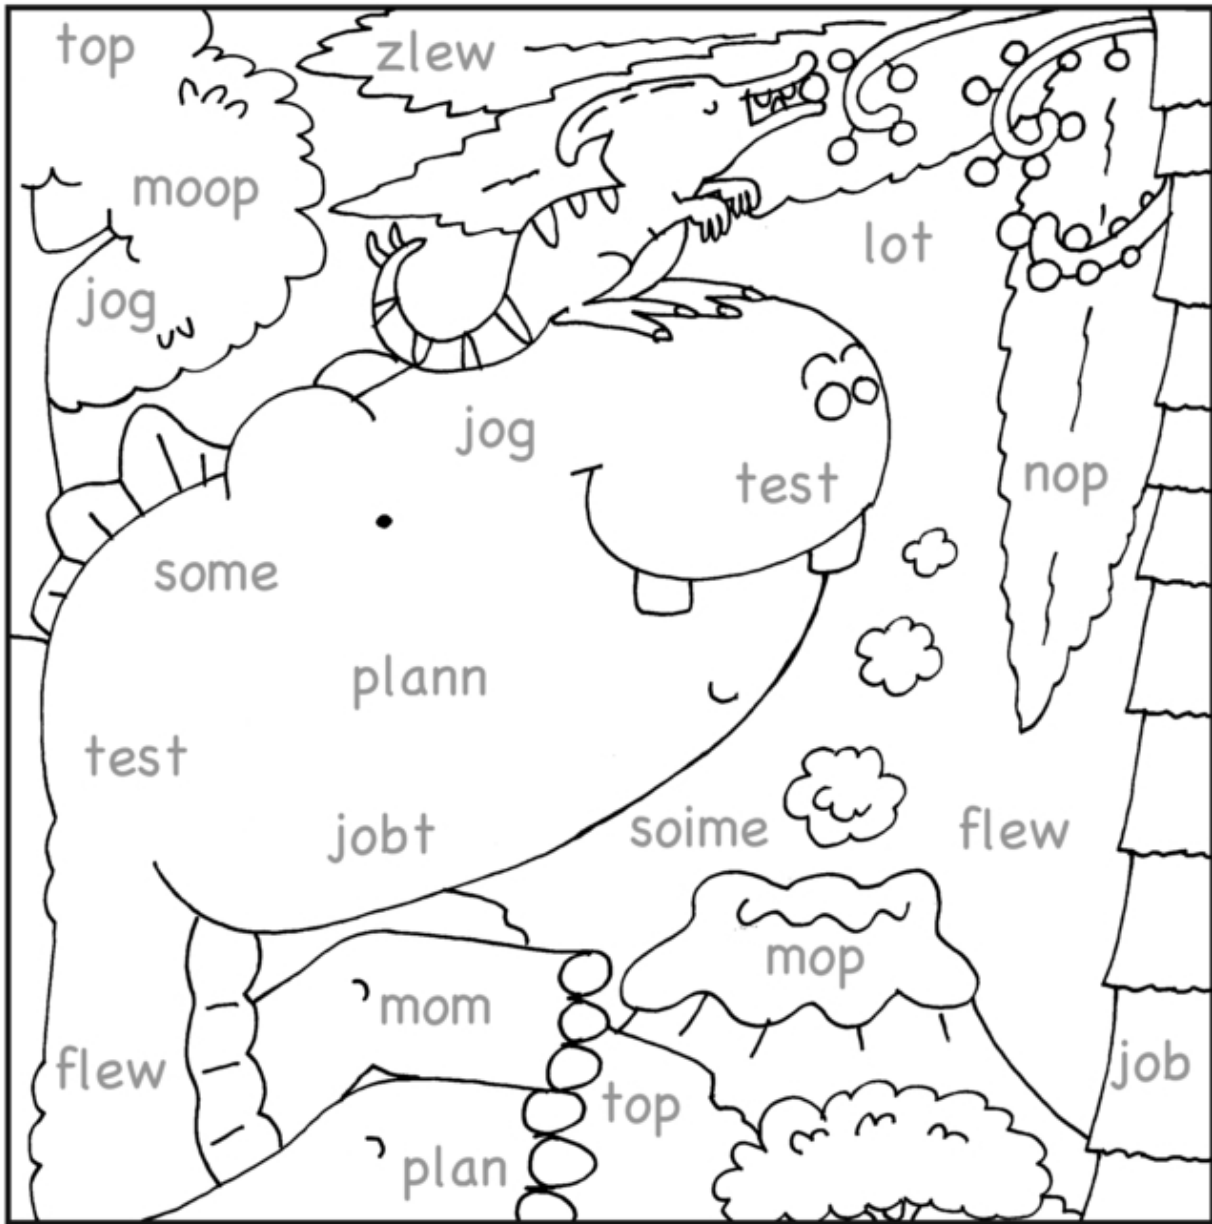 top
zlew
moop
lot
jog
jog
test
nop
some
plann
test
jobt
soime
flew
mop
mom
flew
job
top
plan